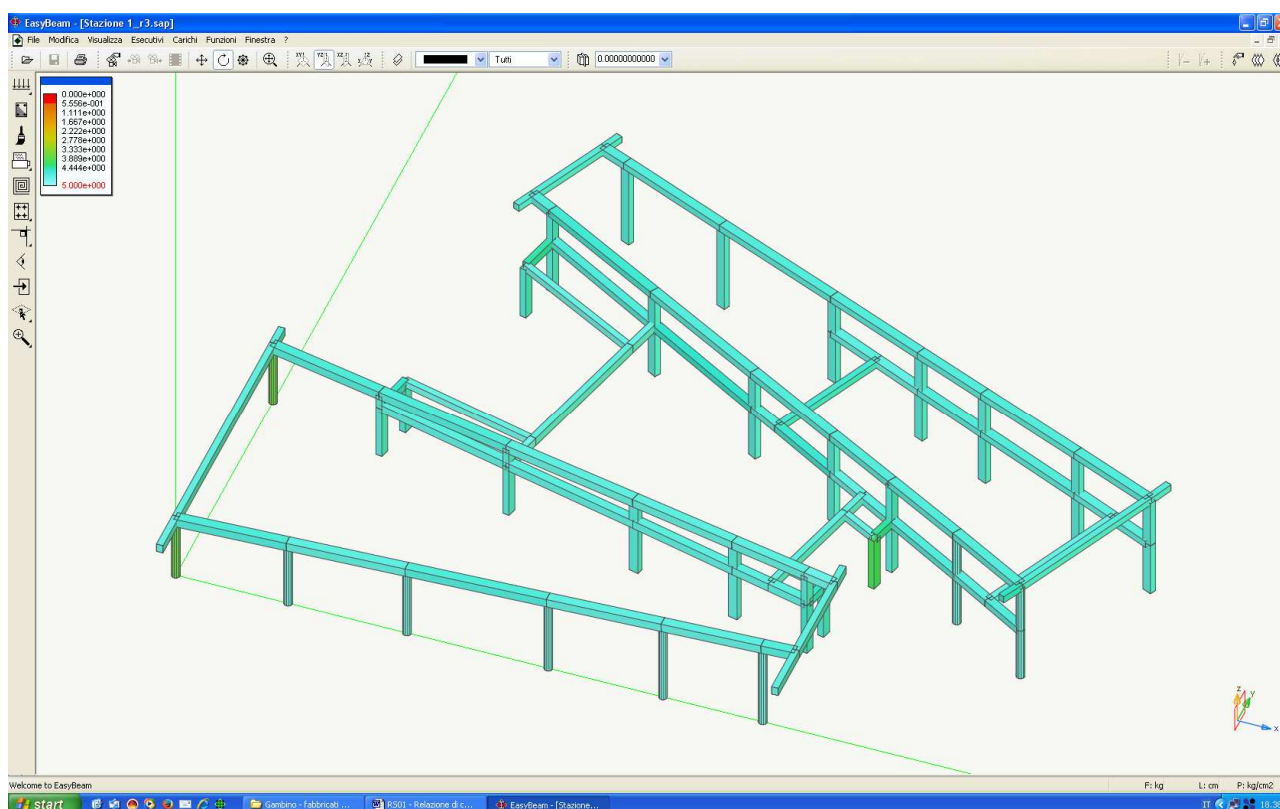 EasyBeam - [Stazione 1_r3.sap]
File Modifica Visualizza Esecutivi Carichi Funzioni Finestra ?
Tutti
0.00000000000
0.000e+000
5.556e-001
1.111e+000
1.667e+000
2.222e+000
2.778e+000
3.333e+000
3.889e+000
4.444e+000
5.000e+000
z
y
x
Welcome to EasyBeam
F: kg
L: cm
P: kg/cm2
start
Gambino - fabbricati ...
RS01 - Relazione di c...
EasyBeam - [Stazione...
IT